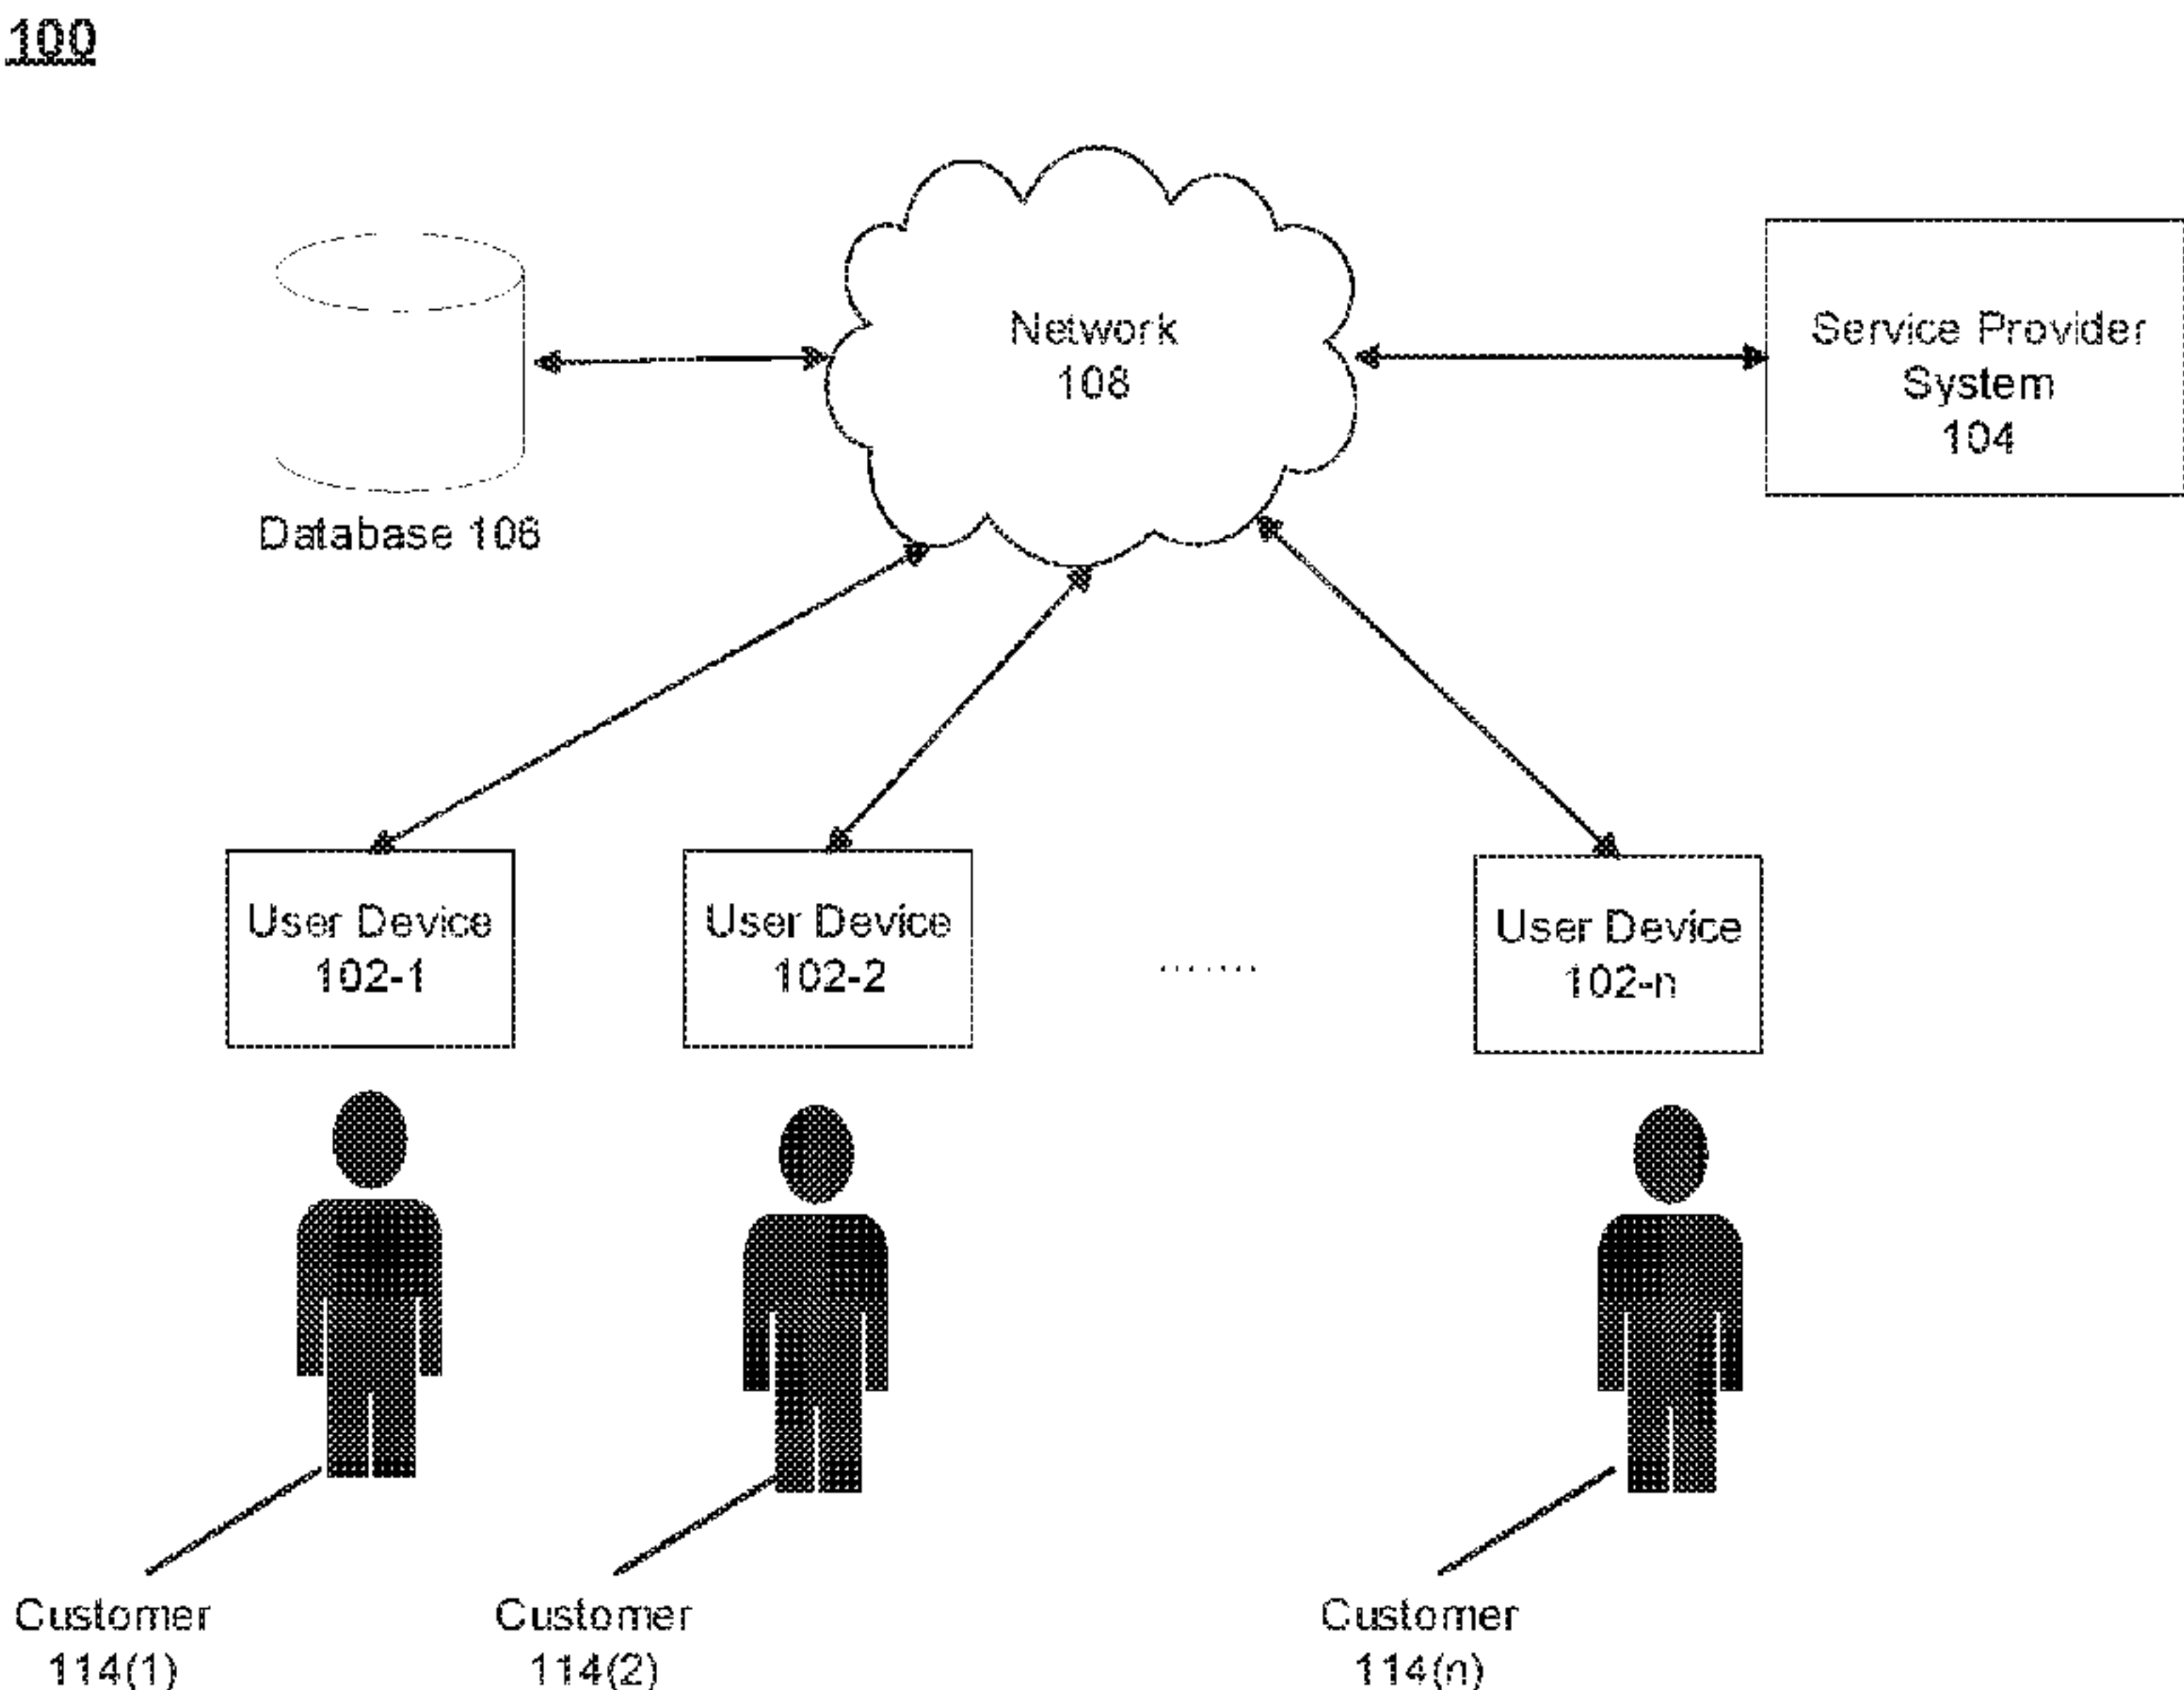 100
Network
108
Service Provider
System
104
Database 106
User Device
102-1
User Device
102-2
.......
User Device
102-n
Customer
114(1)
Customer
114(2)
Customer
114(n)